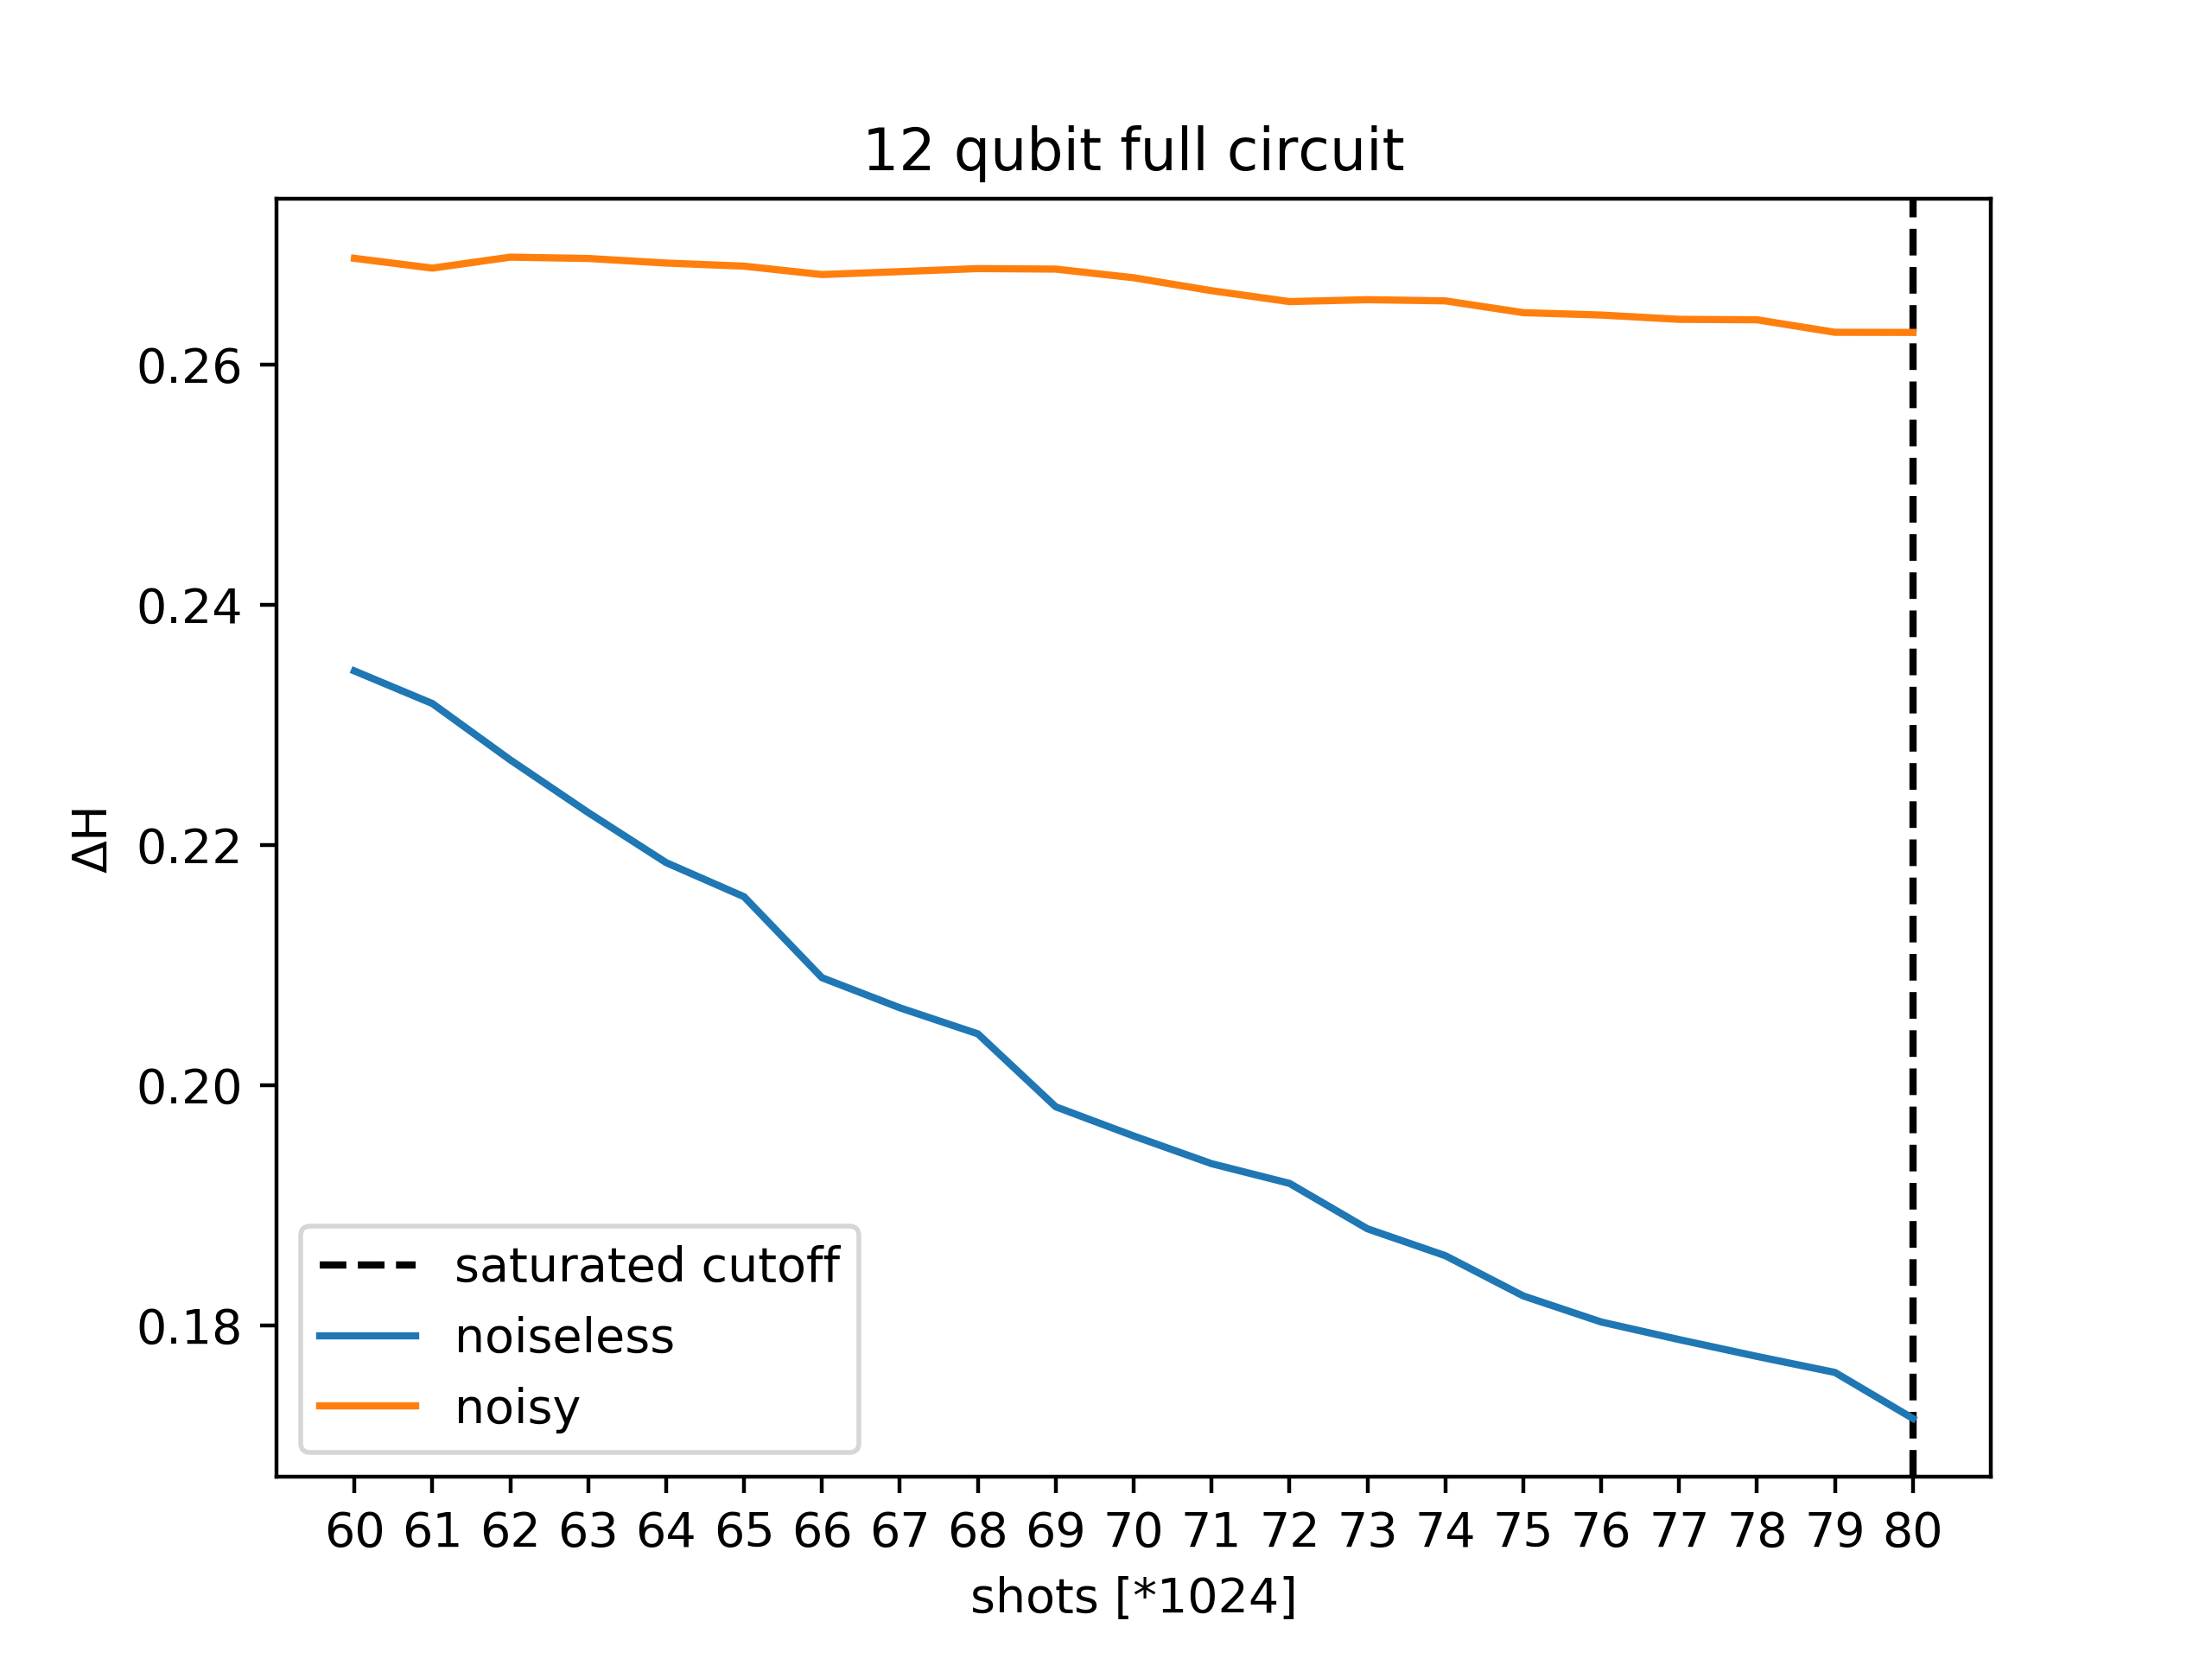 12 qubit full circuit
ΔH
0.26
0.24
0.22
0.20
0.18
saturated cutoff
noiseless
noisy
60 61 62 63 64 65 66 67 68 69 70 71 72 73 74 75 76 77 78 79 80
shots [*1024]